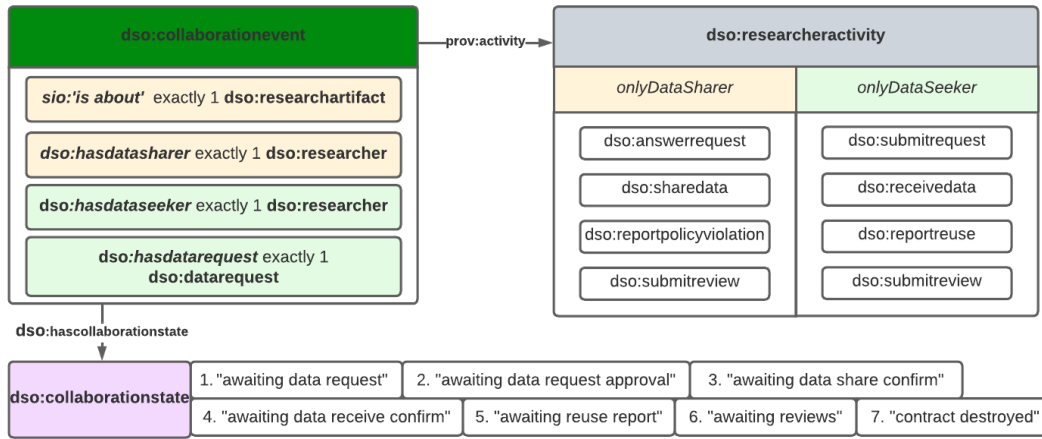 dso:collaborationevent
sio:'is about' exactly 1 dso:researchartifact
dso:hasdatasharer exactly 1 dso:researcher
dso:hasdataseeker exactly 1 dso:researcher
dso:hasdatarequest exactly 1
dso:datarequest
prov:activity
dso:researcheractivity
onlyDataSharer
onlyDataSeeker
dso:answerrequest
dso:submitrequest
dso:sharedata
dso:receivedata
dso:reportpolicyviolation
dso:reportreuse
dso:submitreview
dso:submitreview
dso:hascollaborationstate
dso:collaborationstate
1. "awaiting data request"
2. "awaiting data request approval"
3. "awaiting data share confirm"
4. "awaiting data receive confirm"
5. "awaiting reuse report"
6. "awaiting reviews"
7. "contract destroyed"